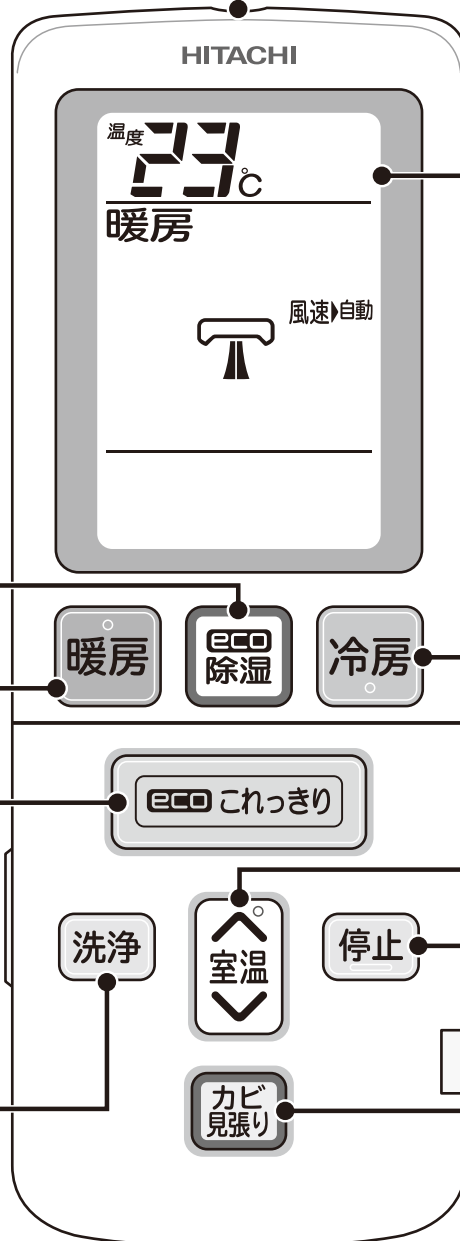 HITACHI
温度 23℃
暖房
風速 自動
暖房
eco
除湿
冷房
eco これっきり
洗浄
室温
停止
カビ
見張り